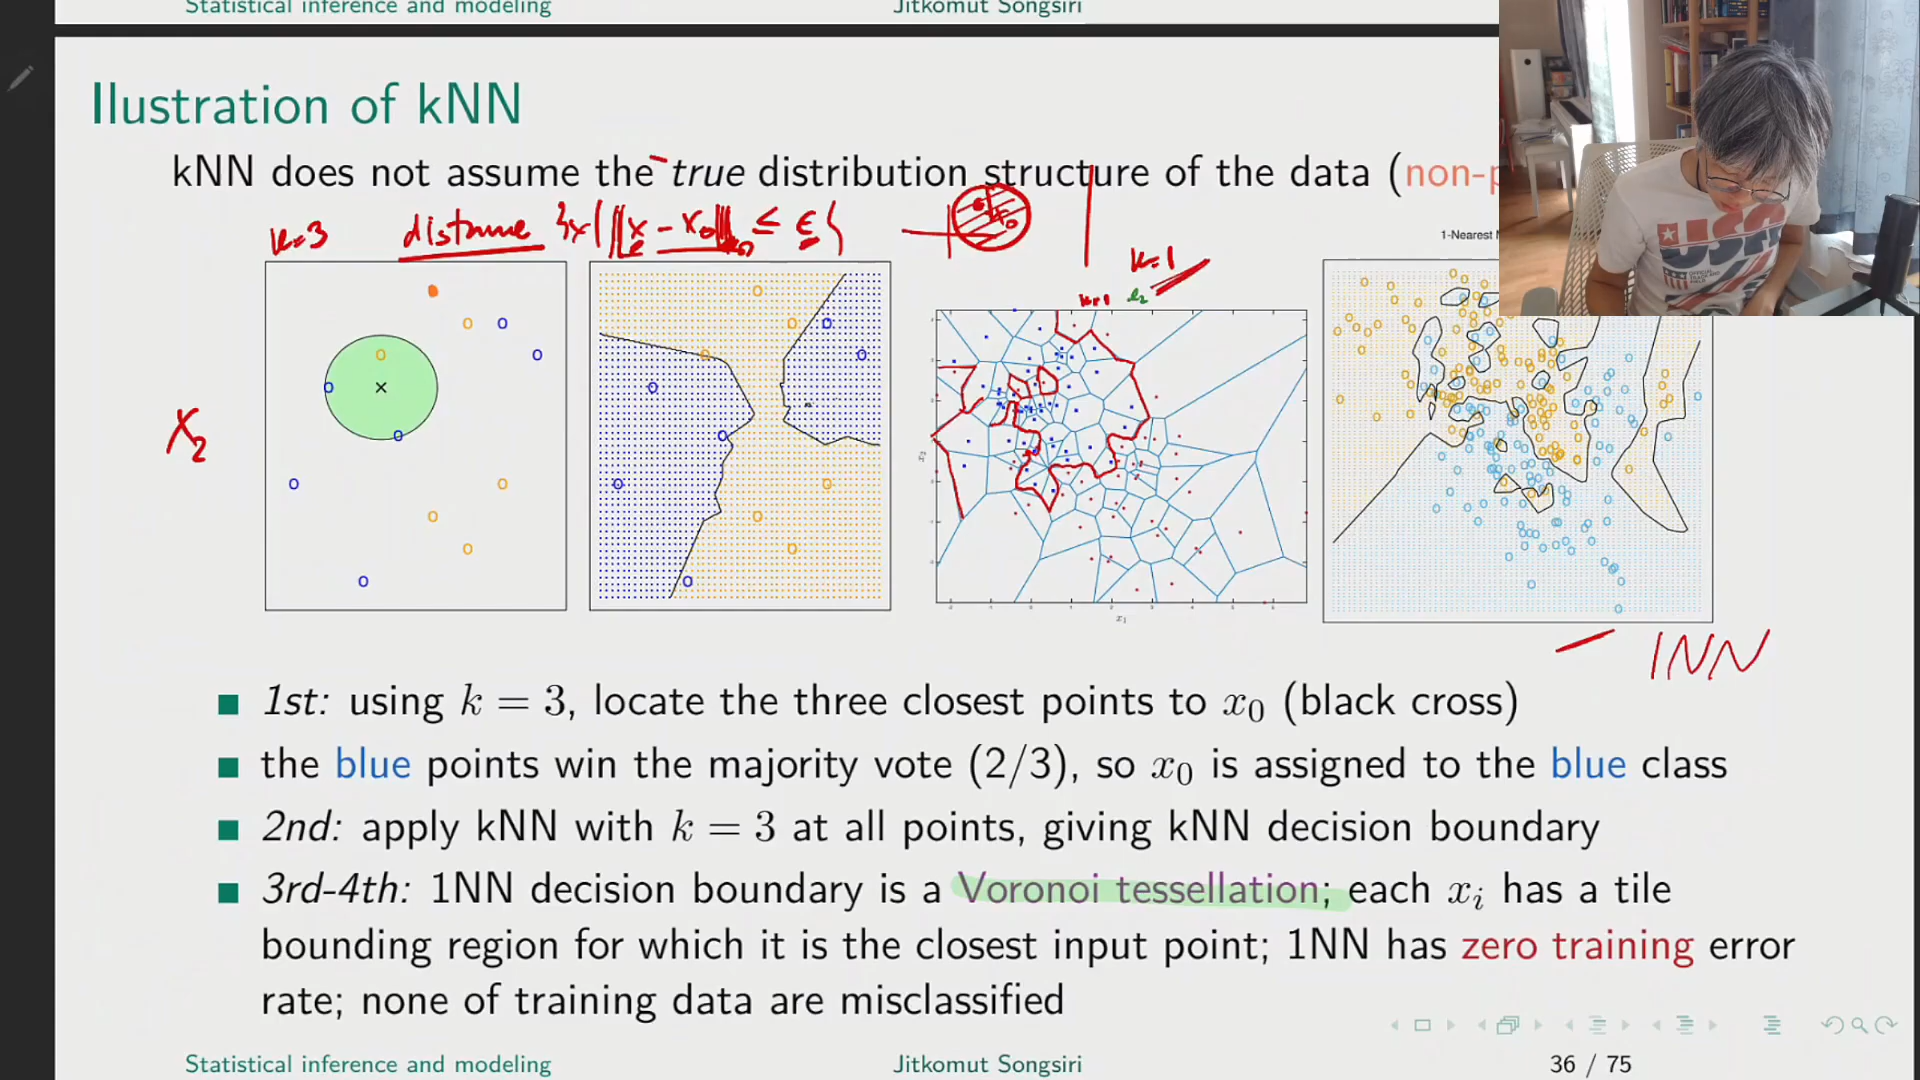 Statistical inference and modeling
Jitkomut Songsiri
Ilustration of kNN
kNN does not assume the true distribution structure of the data (non-p
k=3
distance {x | ||x - x₀|| ≤ ε}
k=1
k=1 ℓ₂
1-Nearest
X₂
x₂
x₁
1NN
1st: using k = 3, locate the three closest points to x₀ (black cross)
the blue points win the majority vote (2/3), so x₀ is assigned to the blue class
2nd: apply kNN with k = 3 at all points, giving kNN decision boundary
3rd-4th: 1NN decision boundary is a Voronoi tessellation; each xᵢ has a tile
bounding region for which it is the closest input point; 1NN has zero training error
rate; none of training data are misclassified
Statistical inference and modeling
Jitkomut Songsiri
36 / 75